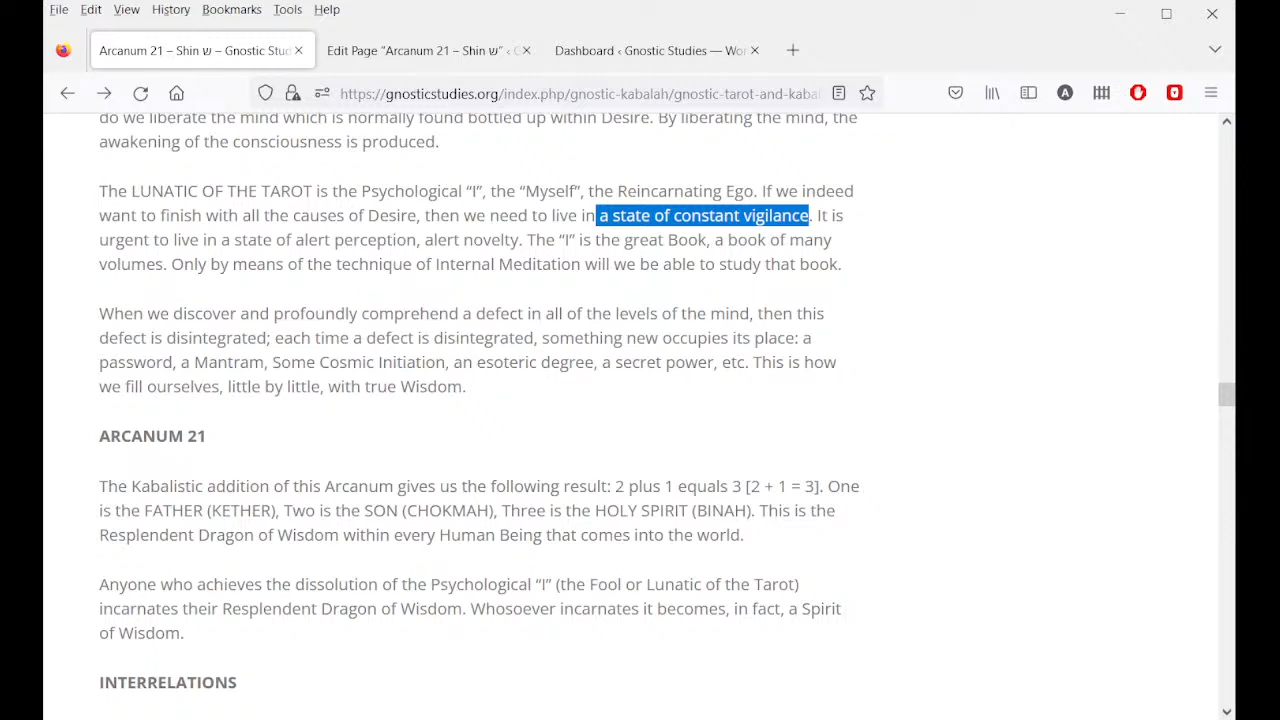 File Edit View History Bookmarks Tools Help
Arcanum 21 – Shin ש – Gnostic Stud
Edit Page “Arcanum 21 – Shin ש” ‹ G
Dashboard ‹ Gnostic Studies — Wor
https://gnosticstudies.org/index.php/gnostic-kabalah/gnostic-tarot-and-kabal
do we liberate the mind which is normally found bottled up within Desire. By liberating the mind, the
awakening of the consciousness is produced.
The LUNATIC OF THE TAROT is the Psychological “I”, the “Myself”, the Reincarnating Ego. If we indeed
want to finish with all the causes of Desire, then we need to live in a state of constant vigilance. It is
urgent to live in a state of alert perception, alert novelty. The “I” is the great Book, a book of many
volumes. Only by means of the technique of Internal Meditation will we be able to study that book.
When we discover and profoundly comprehend a defect in all of the levels of the mind, then this
defect is disintegrated; each time a defect is disintegrated, something new occupies its place: a
password, a Mantram, Some Cosmic Initiation, an esoteric degree, a secret power, etc. This is how
we fill ourselves, little by little, with true Wisdom.
ARCANUM 21
The Kabalistic addition of this Arcanum gives us the following result: 2 plus 1 equals 3 [2 + 1 = 3]. One
is the FATHER (KETHER), Two is the SON (CHOKMAH), Three is the HOLY SPIRIT (BINAH). This is the
Resplendent Dragon of Wisdom within every Human Being that comes into the world.
Anyone who achieves the dissolution of the Psychological “I” (the Fool or Lunatic of the Tarot)
incarnates their Resplendent Dragon of Wisdom. Whosoever incarnates it becomes, in fact, a Spirit
of Wisdom.
INTERRELATIONS